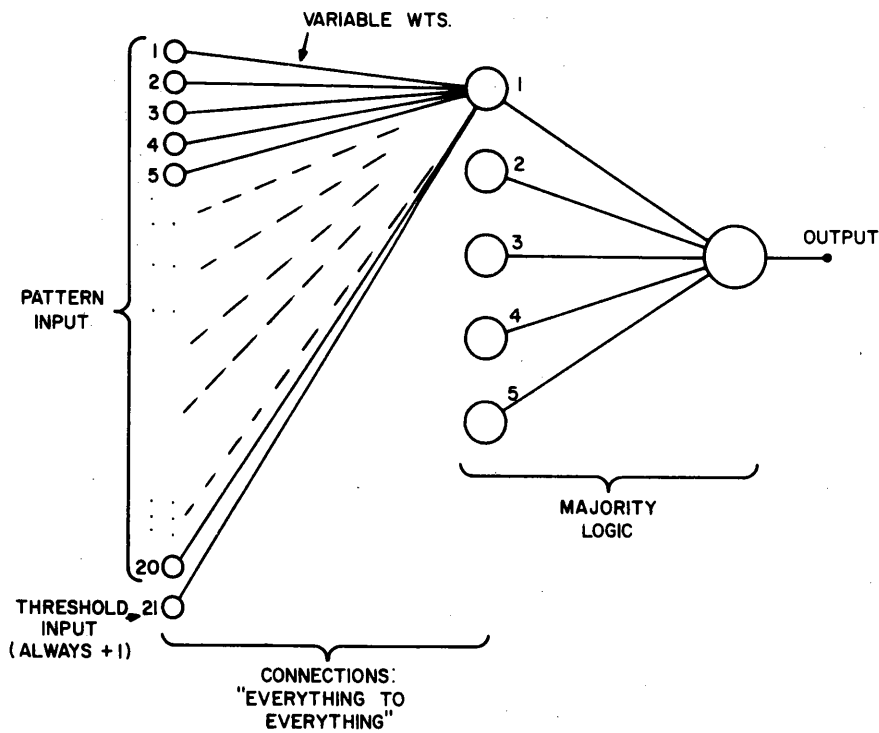 VARIABLE WTS.
1
2
3
4
5
PATTERN
INPUT
20
THRESHOLD 21
INPUT
(ALWAYS +1)
CONNECTIONS:
"EVERYTHING TO
EVERYTHING"
1
2
3
4
5
MAJORITY
LOGIC
OUTPUT